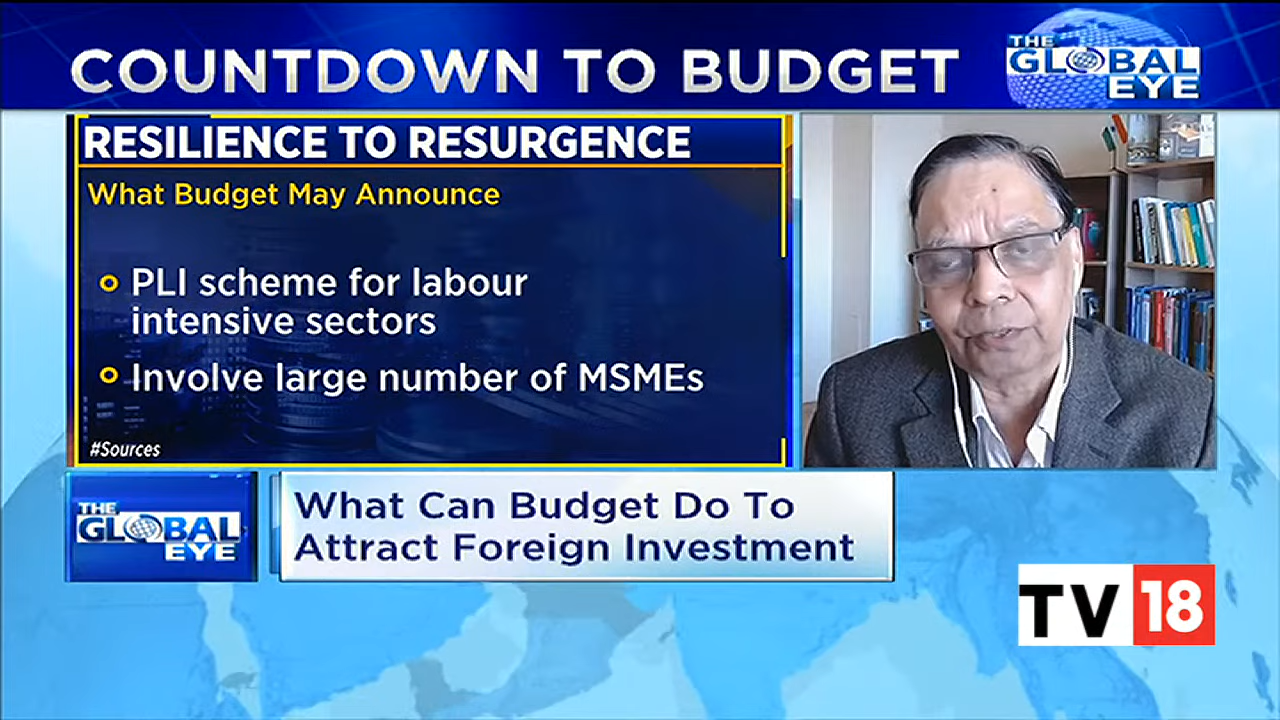 COUNTDOWN TO BUDGET
THE
GLOBAL
EYE
RESILIENCE TO RESURGENCE
What Budget May Announce
PLI scheme for labour
intensive sectors
Involve large number of MSMEs
#Sources
THE
GLOBAL
EYE
What Can Budget Do To
Attract Foreign Investment
TV18